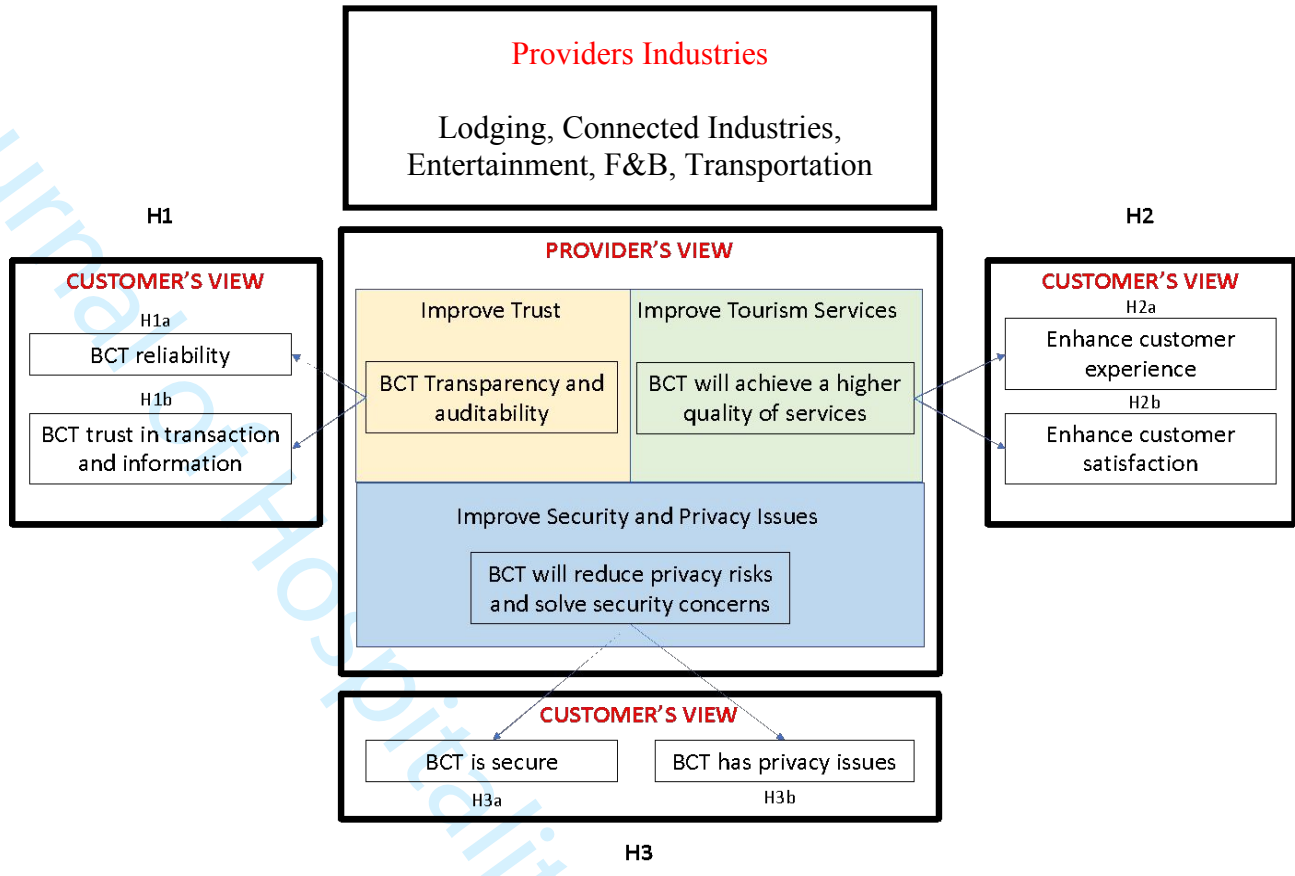 Providers Industries
Lodging, Connected Industries,
Entertainment, F&B, Transportation
H1
H2
CUSTOMER'S VIEW
H1a
BCT reliability
H1b
BCT trust in transaction
and information
PROVIDER'S VIEW
Improve Trust
BCT Transparency and
auditability
Improve Tourism Services
BCT will achieve a higher
quality of services
Improve Security and Privacy Issues
BCT will reduce privacy risks
and solve security concerns
CUSTOMER'S VIEW
H2a
Enhance customer
experience
H2b
Enhance customer
satisfaction
CUSTOMER'S VIEW
BCT is secure
H3a
BCT has privacy issues
H3b
H3
urnal of Hospitalit